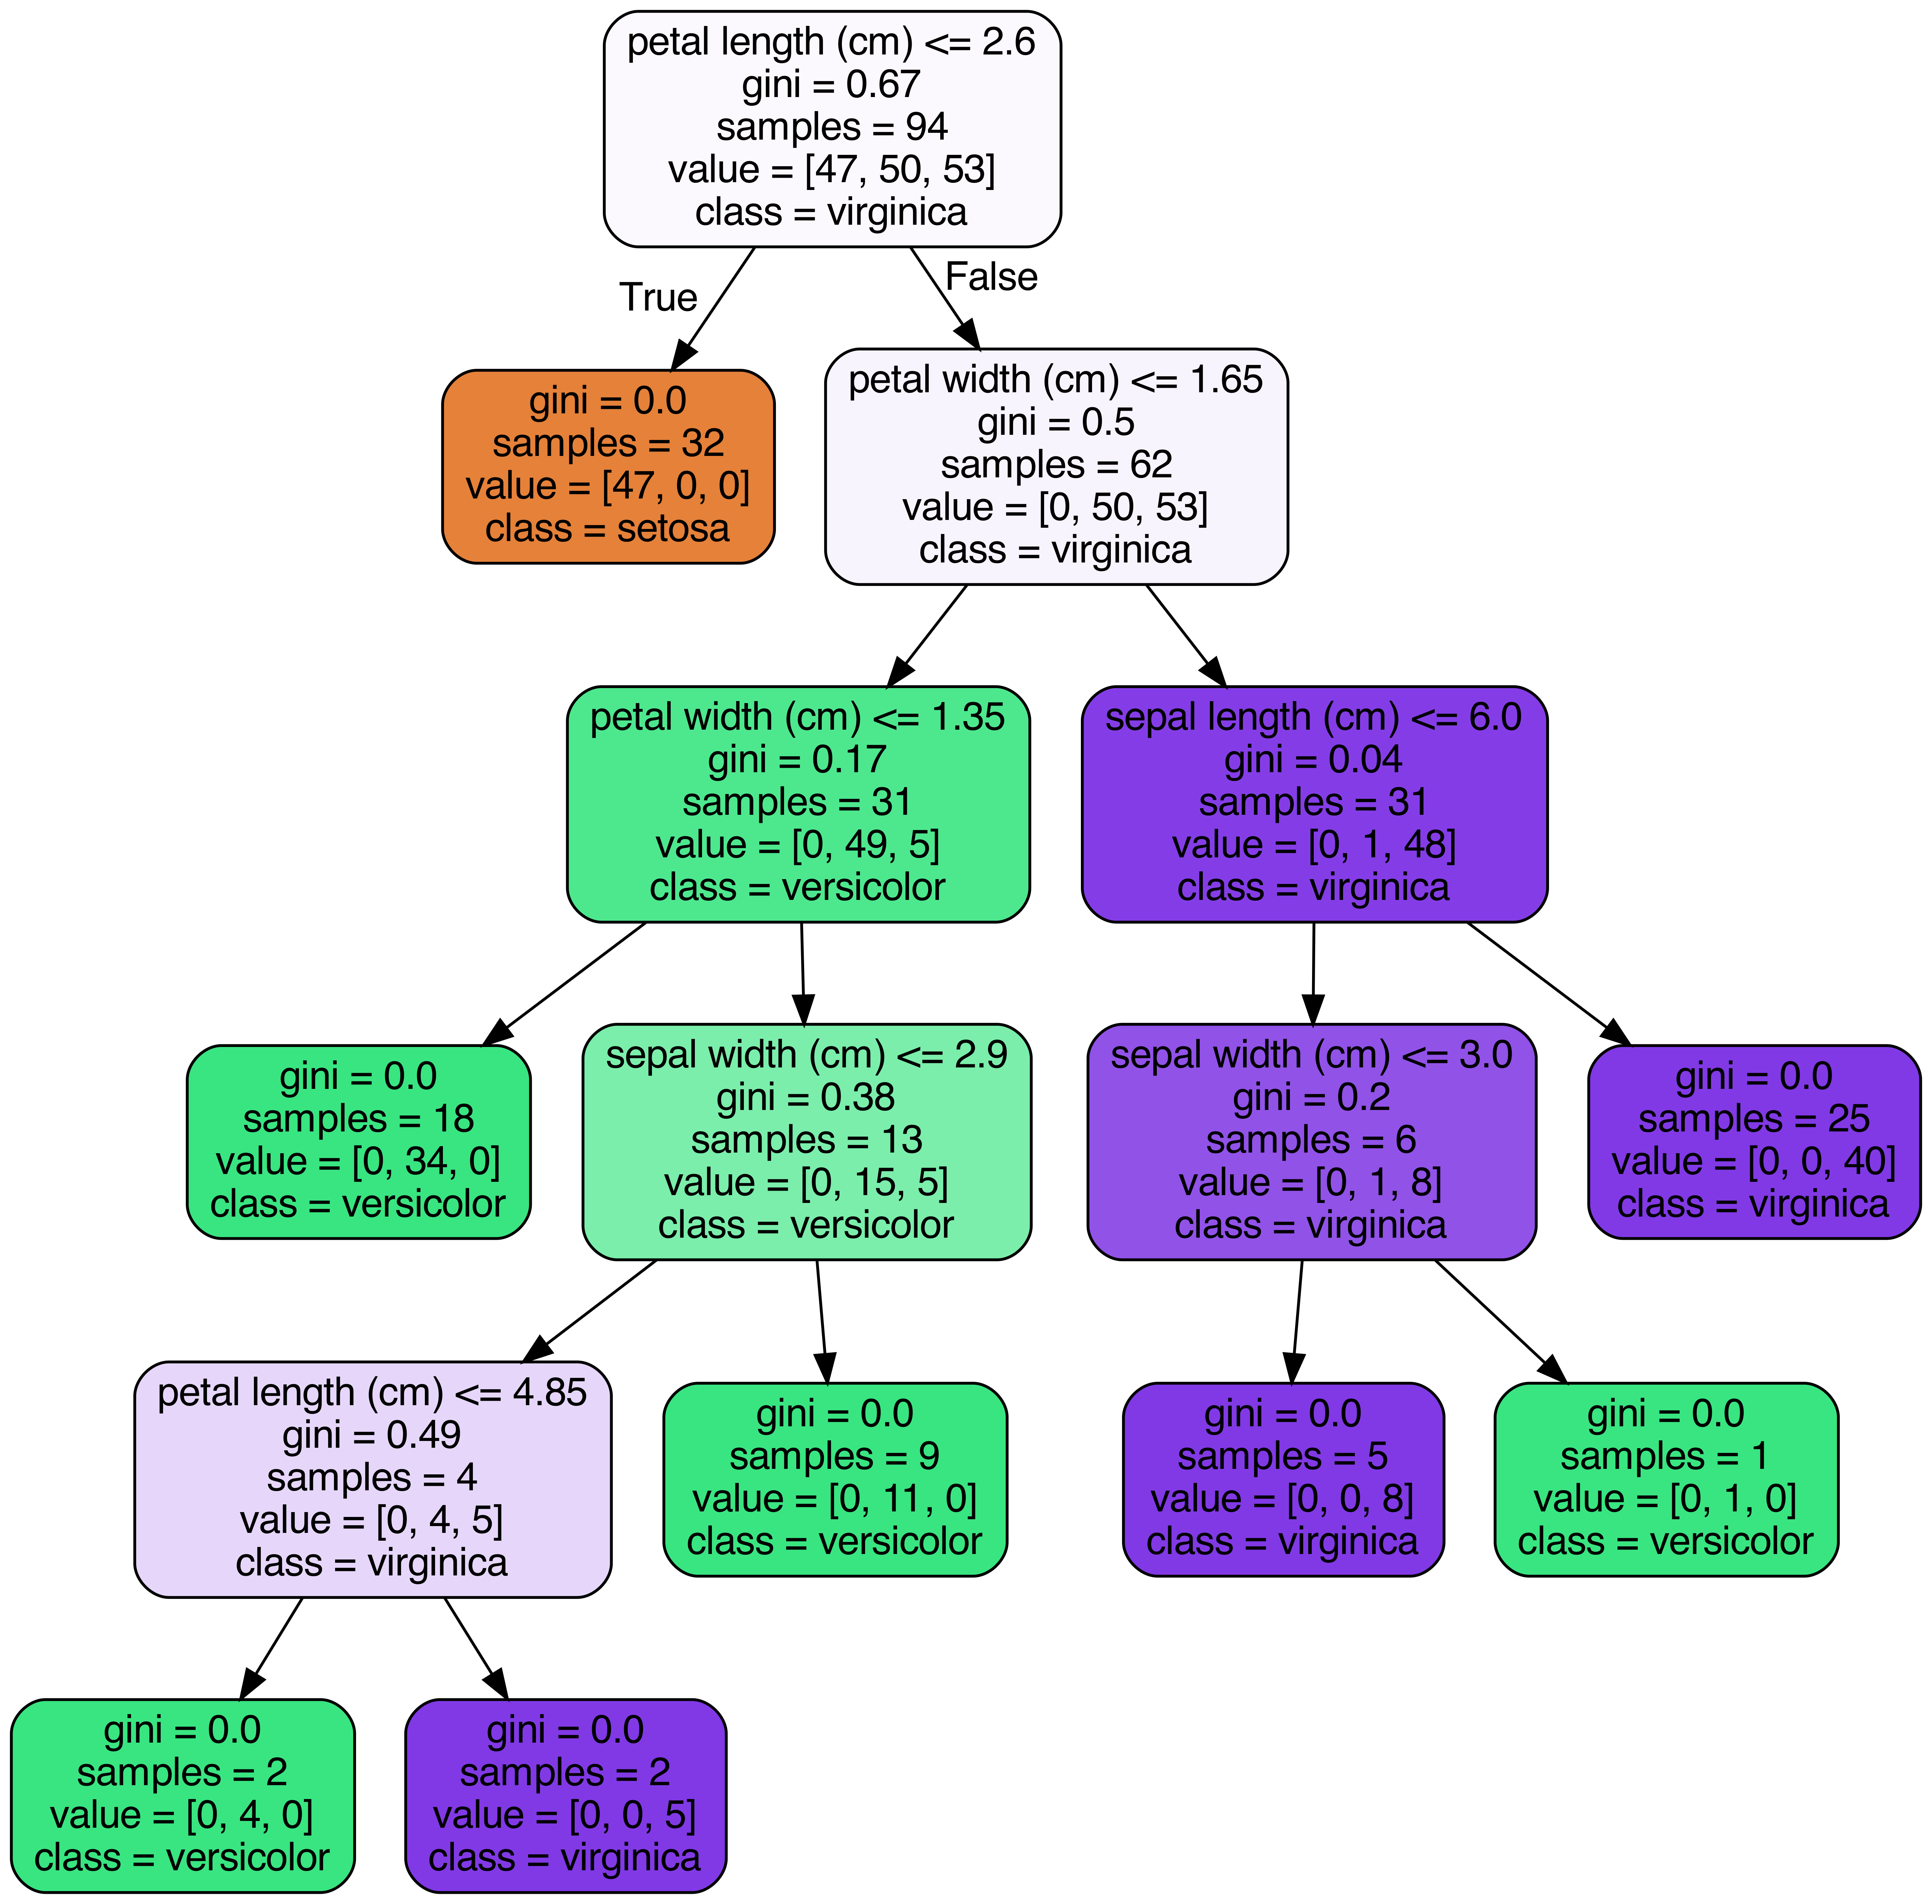 petal length (cm) <= 2.6
gini = 0.67
samples = 94
value = [47, 50, 53]
class = virginica
True
False
gini = 0.0
samples = 32
value = [47, 0, 0]
class = setosa
petal width (cm) <= 1.65
gini = 0.5
samples = 62
value = [0, 50, 53]
class = virginica
petal width (cm) <= 1.35
gini = 0.17
samples = 31
value = [0, 49, 5]
class = versicolor
sepal length (cm) <= 6.0
gini = 0.04
samples = 31
value = [0, 1, 48]
class = virginica
gini = 0.0
samples = 18
value = [0, 34, 0]
class = versicolor
sepal width (cm) <= 2.9
gini = 0.38
samples = 13
value = [0, 15, 5]
class = versicolor
sepal width (cm) <= 3.0
gini = 0.2
samples = 6
value = [0, 1, 8]
class = virginica
gini = 0.0
samples = 25
value = [0, 0, 40]
class = virginica
petal length (cm) <= 4.85
gini = 0.49
samples = 4
value = [0, 4, 5]
class = virginica
gini = 0.0
samples = 9
value = [0, 11, 0]
class = versicolor
gini = 0.0
samples = 5
value = [0, 0, 8]
class = virginica
gini = 0.0
samples = 1
value = [0, 1, 0]
class = versicolor
gini = 0.0
samples = 2
value = [0, 4, 0]
class = versicolor
gini = 0.0
samples = 2
value = [0, 0, 5]
class = virginica